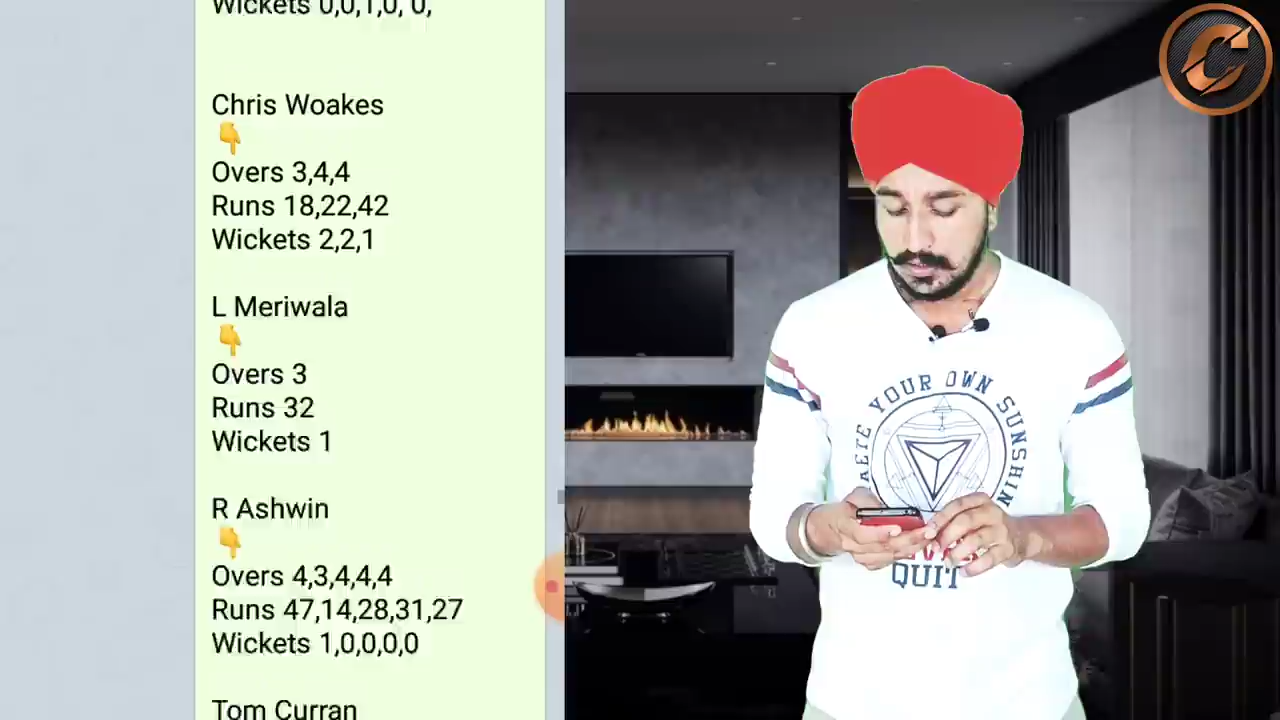 Wickets 0,0,1,0, 0,
Chris Woakes
👇
Overs 3,4,4
Runs 18,22,42
Wickets 2,2,1
L Meriwala
👇
Overs 3
Runs 32
Wickets 1
R Ashwin
👇
Overs 4,3,4,4,4
Runs 47,14,28,31,27
Wickets 1,0,0,0,0
Tom Curran
C
YOUR OWN SUNSHIN
QUIT